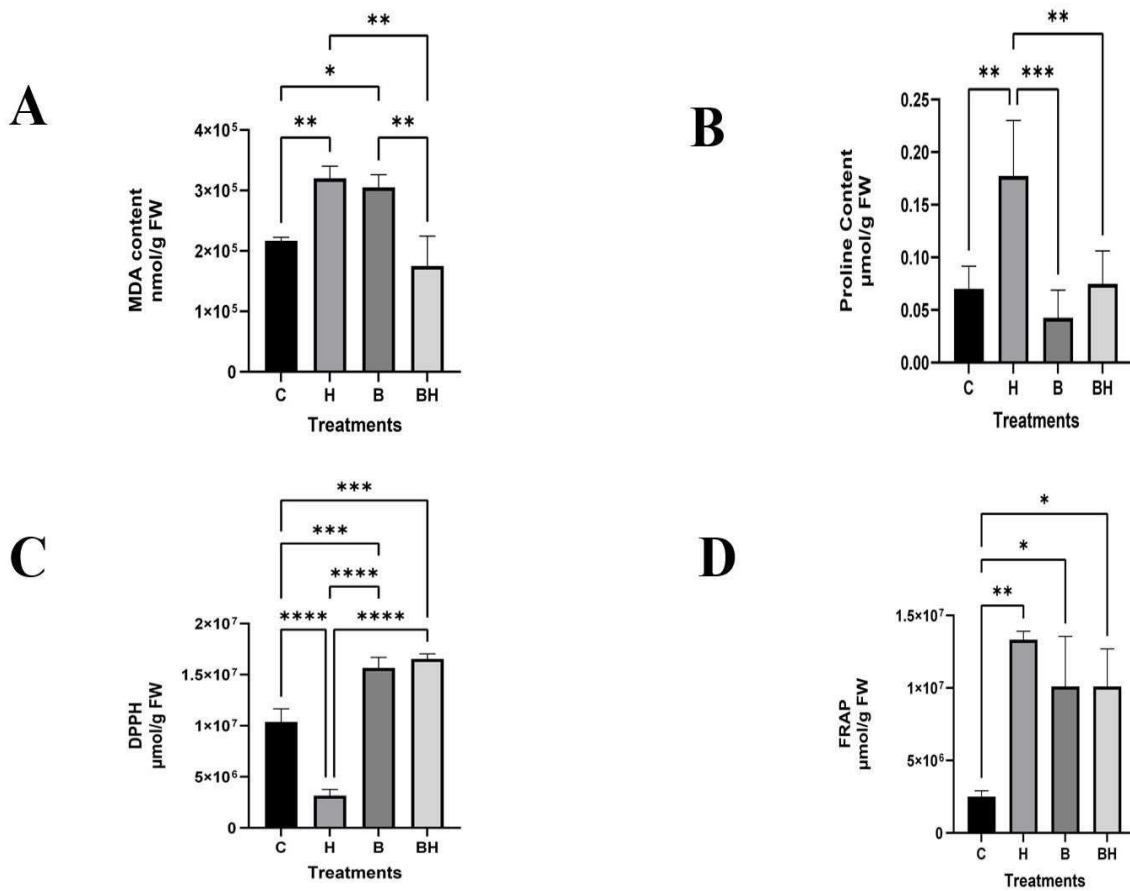 A
**
*
**
**
4×10⁵
3×10⁵
2×10⁵
1×10⁵
0
MDA content
nmol/g FW
C H B BH
Treatments
B
**
**
***
0.25
0.20
0.15
0.10
0.05
0.00
Proline Content
µmol/g FW
C H B BH
Treatments
C
***
***
****
****
****
2×10⁷
1.5×10⁷
1×10⁷
5×10⁶
0
DPPH
µmol/g FW
C H B BH
Treatments
D
*
*
**
1.5×10⁷
1×10⁷
5×10⁶
0
FRAP
µmol/g FW
C H B BH
Treatments